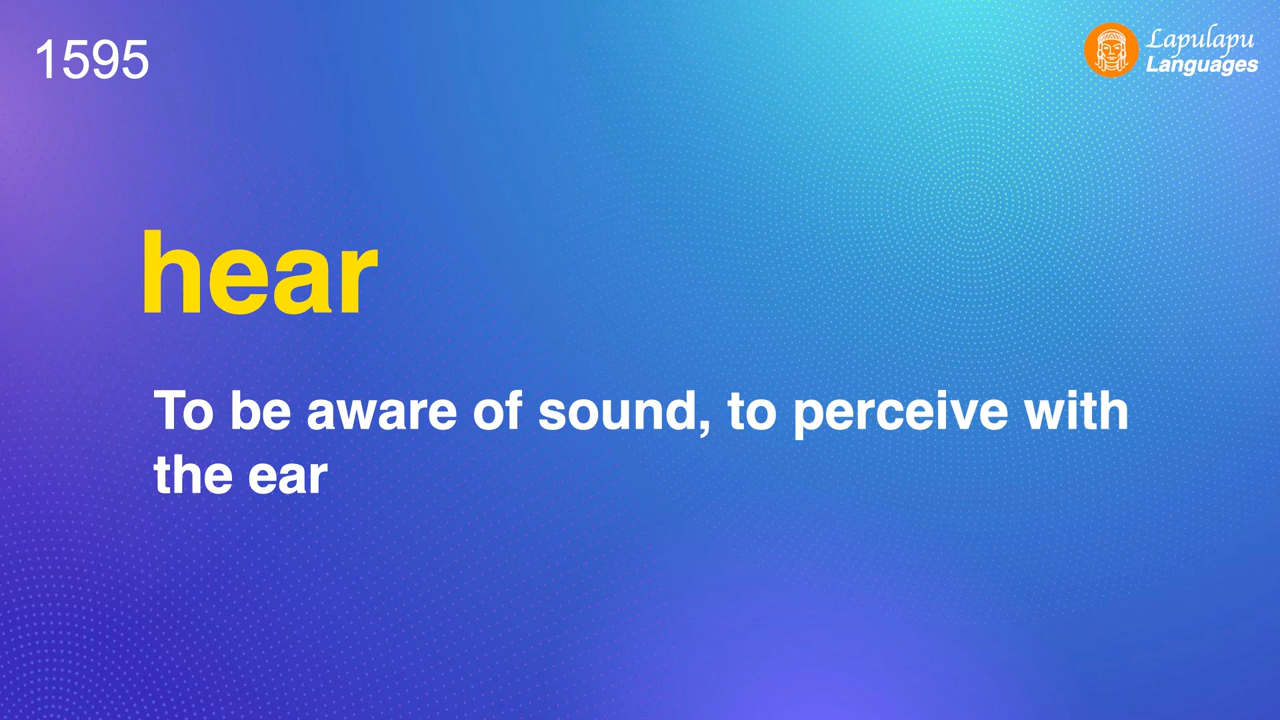 1595
Lapulapu
Languages
hear
To be aware of sound, to perceive with
the ear